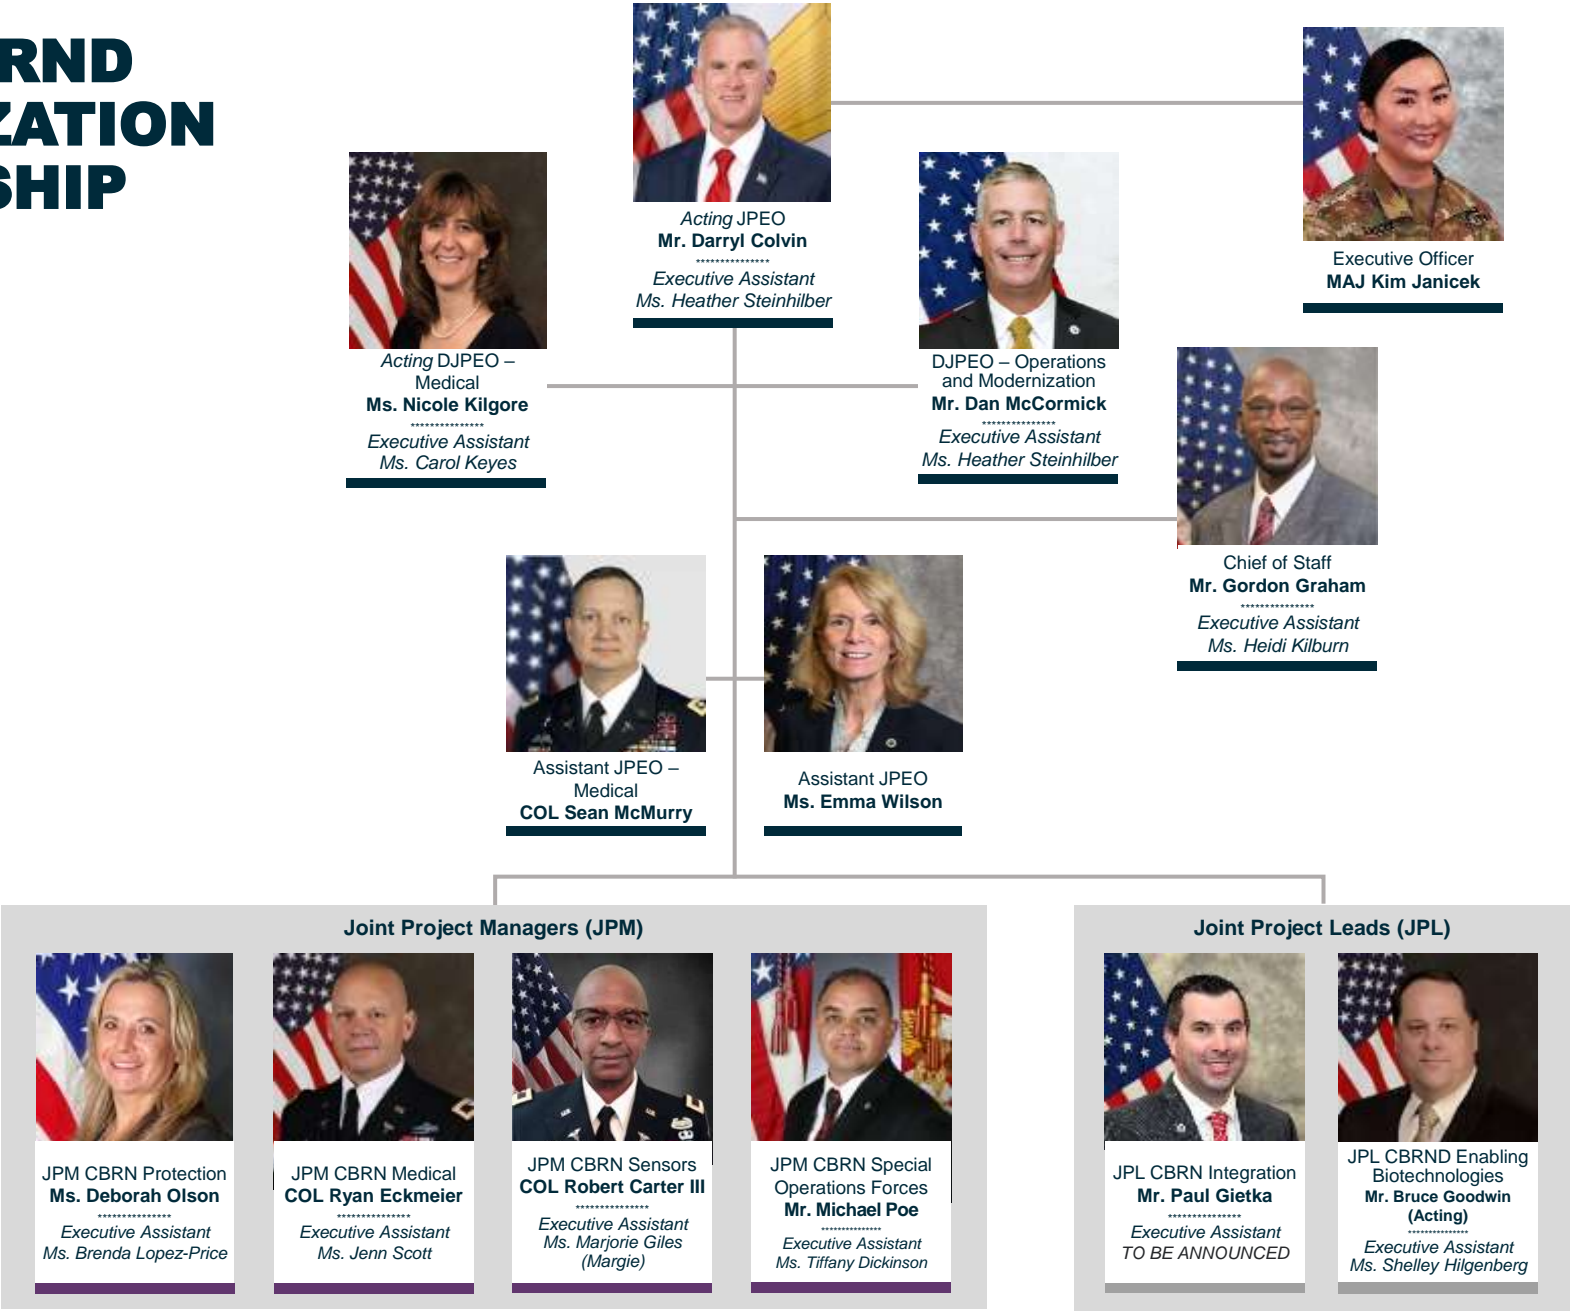 RND
ZATION
SHIP
Acting JPEO
Mr. Darryl Colvin
***************
Executive Assistant
Ms. Heather Steinhilber
Executive Officer
MAJ Kim Janicek
Acting DJPEO –
Medical
Ms. Nicole Kilgore
***************
Executive Assistant
Ms. Carol Keyes
DJPEO – Operations
and Modernization
Mr. Dan McCormick
***************
Executive Assistant
Ms. Heather Steinhilber
Chief of Staff
Mr. Gordon Graham
***************
Executive Assistant
Ms. Heidi Kilburn
Assistant JPEO –
Medical
COL Sean McMurry
Assistant JPEO
Ms. Emma Wilson
Joint Project Managers (JPM)
JPM CBRN Protection
Ms. Deborah Olson
***************
Executive Assistant
Ms. Brenda Lopez-Price
JPM CBRN Medical
COL Ryan Eckmeier
***************
Executive Assistant
Ms. Jenn Scott
JPM CBRN Sensors
COL Robert Carter III
***************
Executive Assistant
Ms. Marjorie Giles
(Margie)
JPM CBRN Special
Operations Forces
Mr. Michael Poe
***************
Executive Assistant
Ms. Tiffany Dickinson
Joint Project Leads (JPL)
JPL CBRN Integration
Mr. Paul Gietka
***************
Executive Assistant
TO BE ANNOUNCED
JPL CBRND Enabling
Biotechnologies
Mr. Bruce Goodwin
(Acting)
***************
Executive Assistant
Ms. Shelley Hilgenberg